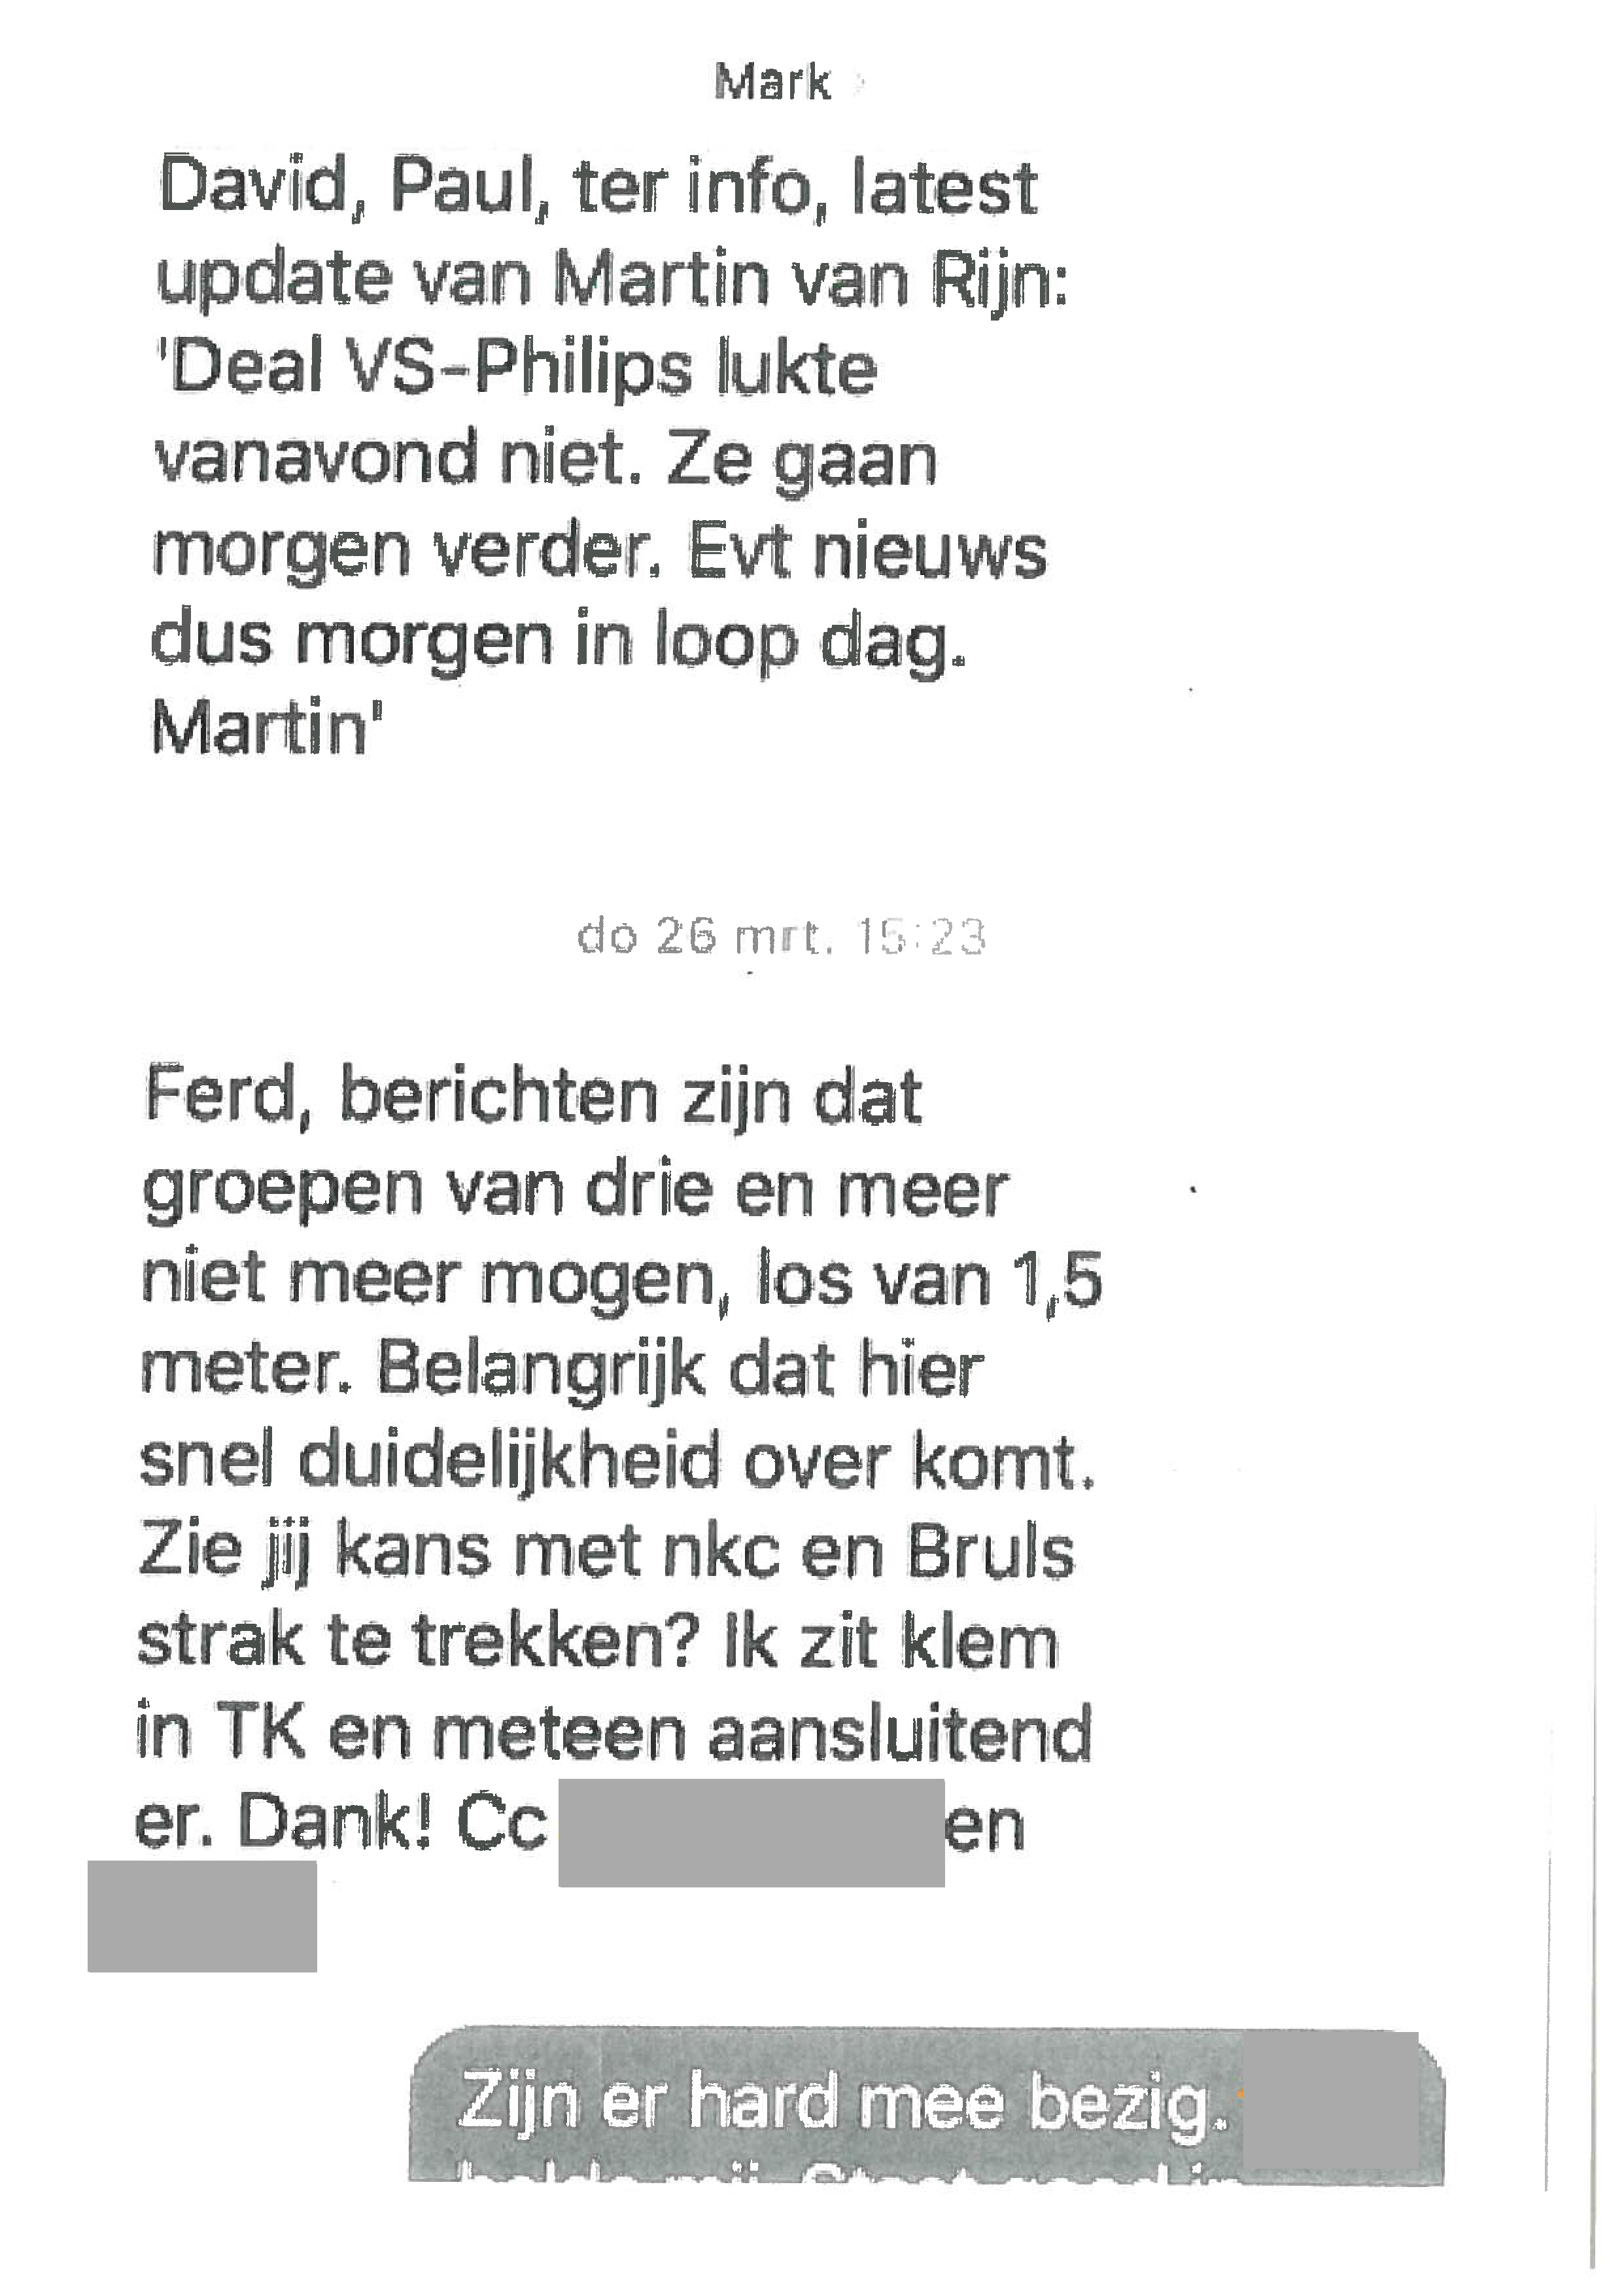 Mark
David, Paul, ter info, latest
update van Martin van Rijn:
'Deal VS-Philips lukte
vanavond niet. Ze gaan
morgen verder. Evt nieuws
dus morgen in loop dag.
Martin'
do 26 mrt. 15:23
Ferd, berichten zijn dat
groepen van drie en meer
niet meer mogen, los van 1,5
meter. Belangrijk dat hier
snel duidelijkheid over komt.
Zie jij kans met nkc en Bruls
strak te trekken? Ik zit klem
in TK en meteen aansluitend
er. Dank! Cc en
Zijn er hard mee bezig.